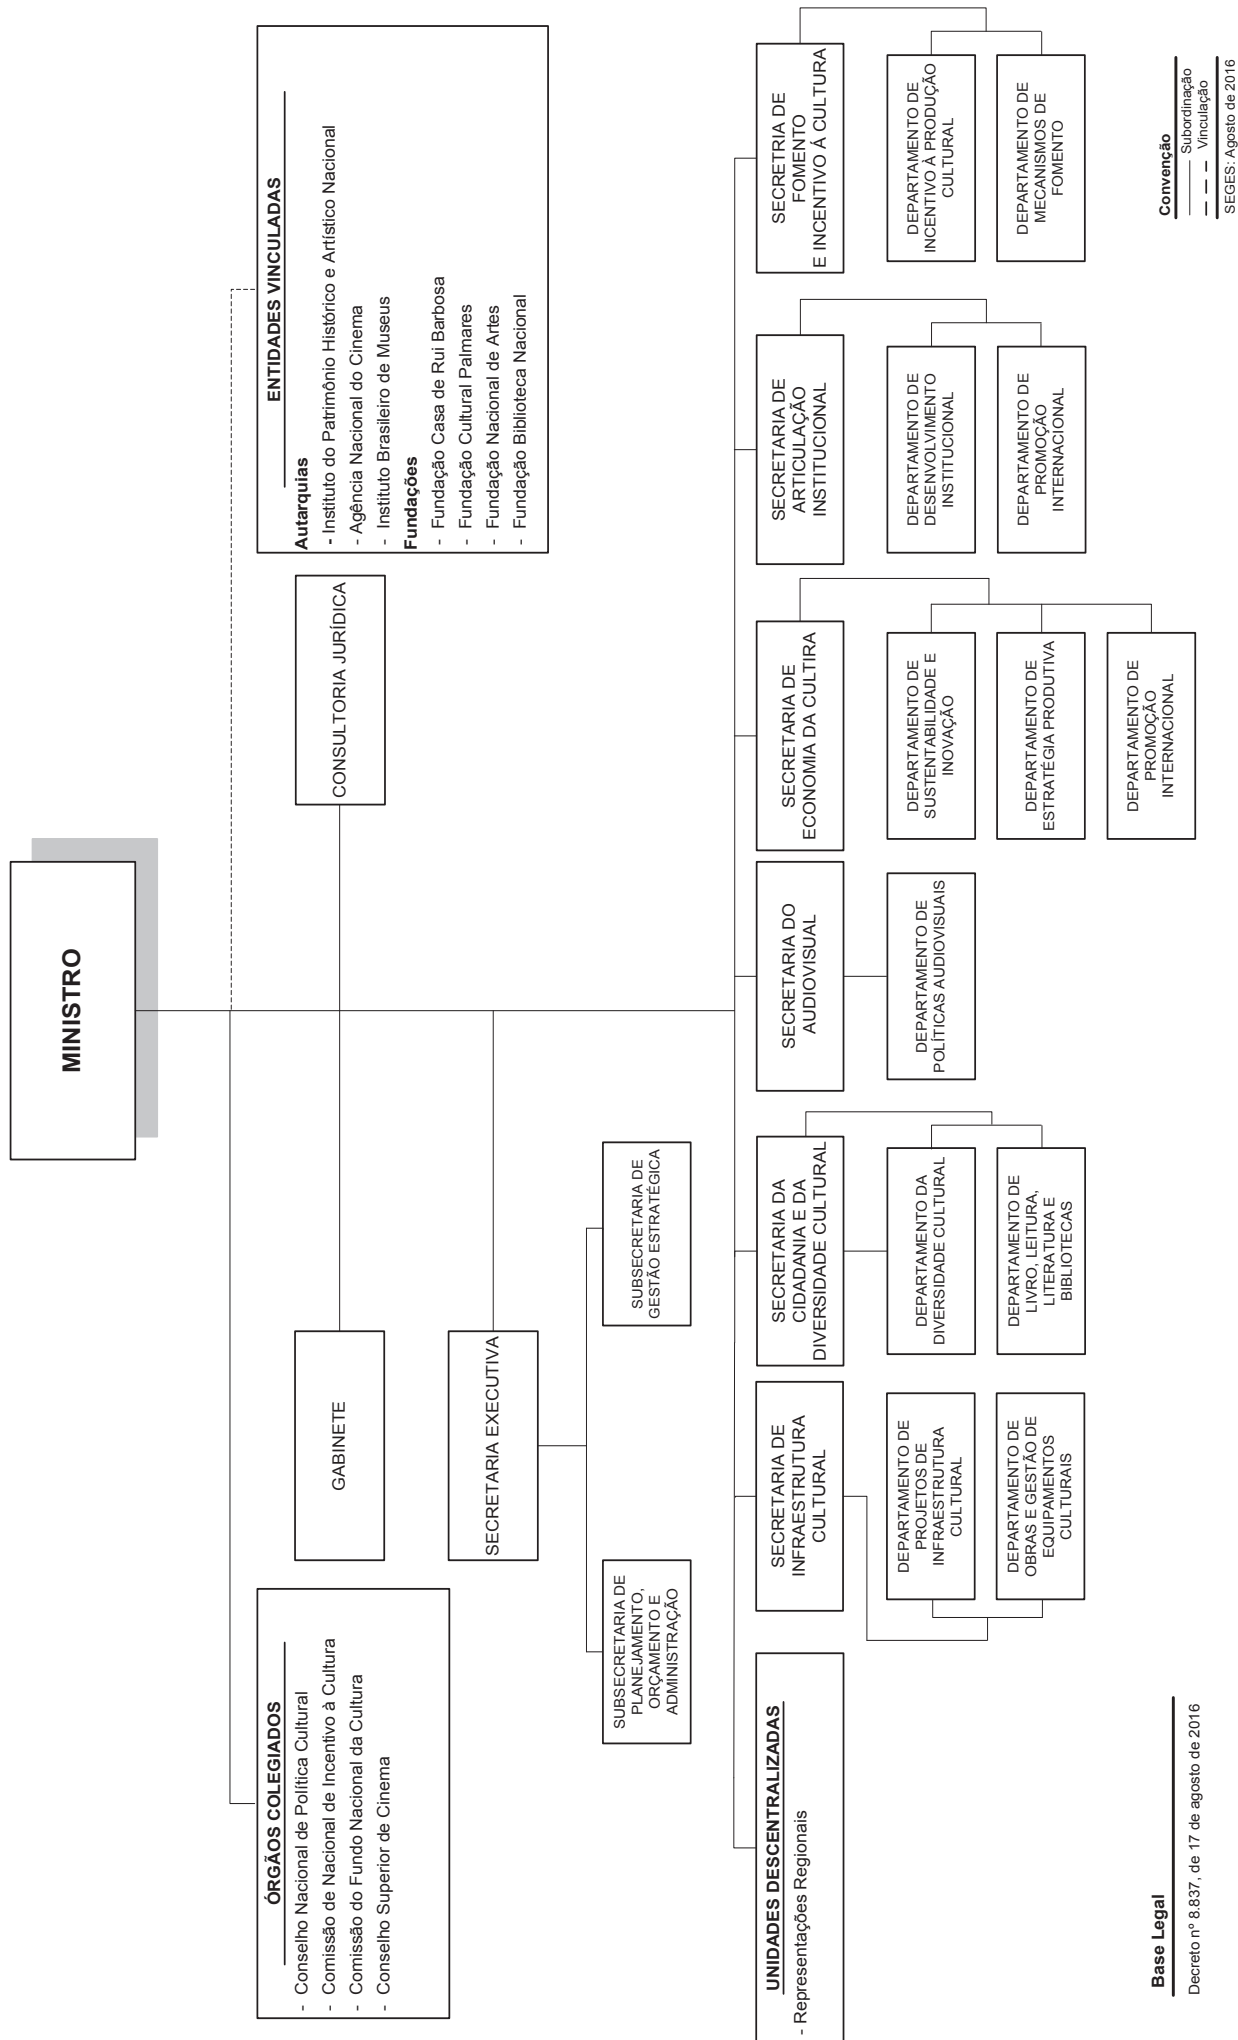 MINISTRO
ÓRGÃOS COLEGIADOS
- Conselho Nacional de Política Cultural
- Comissão de Nacional de Incentivo à Cultura
- Comissão do Fundo Nacional da Cultura
- Conselho Superior de Cinema
GABINETE
CONSULTORIA JURÍDICA
ENTIDADES VINCULADAS
Autarquias
- Instituto do Patrimônio Histórico e Artístico Nacional
- Agência Nacional do Cinema
- Instituto Brasileiro de Museus
Fundações
- Fundação Casa de Rui Barbosa
- Fundação Cultural Palmares
- Fundação Nacional de Artes
- Fundação Biblioteca Nacional
SECRETARIA EXECUTIVA
SUBSECRETARIA DE
PLANEJAMENTO,
ORÇAMENTO E
ADMINISTRAÇÃO
SUBSECRETARIA DE
GESTÃO ESTRATÉGICA
UNIDADES DESCENTRALIZADAS
- Representações Regionais
SECRETARIA DE
INFRAESTRUTURA
CULTURAL
DEPARTAMENTO DE
PROJETOS DE
INFRAESTRUTURA
CULTURAL
DEPARTAMENTO DE
OBRAS E GESTÃO DE
EQUIPAMENTOS
CULTURAIS
SECRETARIA DA
CIDADANIA E DA
DIVERSIDADE CULTURAL
DEPARTAMENTO DA
DIVERSIDADE CULTURAL
DEPARTAMENTO DE
LIVRO, LEITURA,
LITERATURA E
BIBLIOTECAS
SECRETARIA DO
AUDIOVISUAL
DEPARTAMENTO DE
POLÍTICAS AUDIOVISUAIS
SECRETARIA DE
ECONOMIA DA CULTIRA
DEPARTAMENTO DE
SUSTENTABILIDADE E
INOVAÇÃO
DEPARTAMENTO DE
ESTRATÉGIA PRODUTIVA
DEPARTAMENTO DE
PROMOÇÃO
INTERNACIONAL
SECRETARIA DE
ARTICULAÇÃO
INSTITUCIONAL
DEPARTAMENTO DE
DESENVOLVIMENTO
INSTITUCIONAL
DEPARTAMENTO DE
PROMOÇÃO
INTERNACIONAL
SECRETRIA DE
FOMENTO
E INCENTIVO Á CULTURA
DEPARTAMENTO DE
INCENTIVO À PRODUÇÃO
CULTURAL
DEPARTAMENTO DE
MECANISMOS DE
FOMENTO
Base Legal
Decreto nº 8.837, de 17 de agosto de 2016
Convenção
Subordinação
Vinculação
SEGES: Agosto de 2016